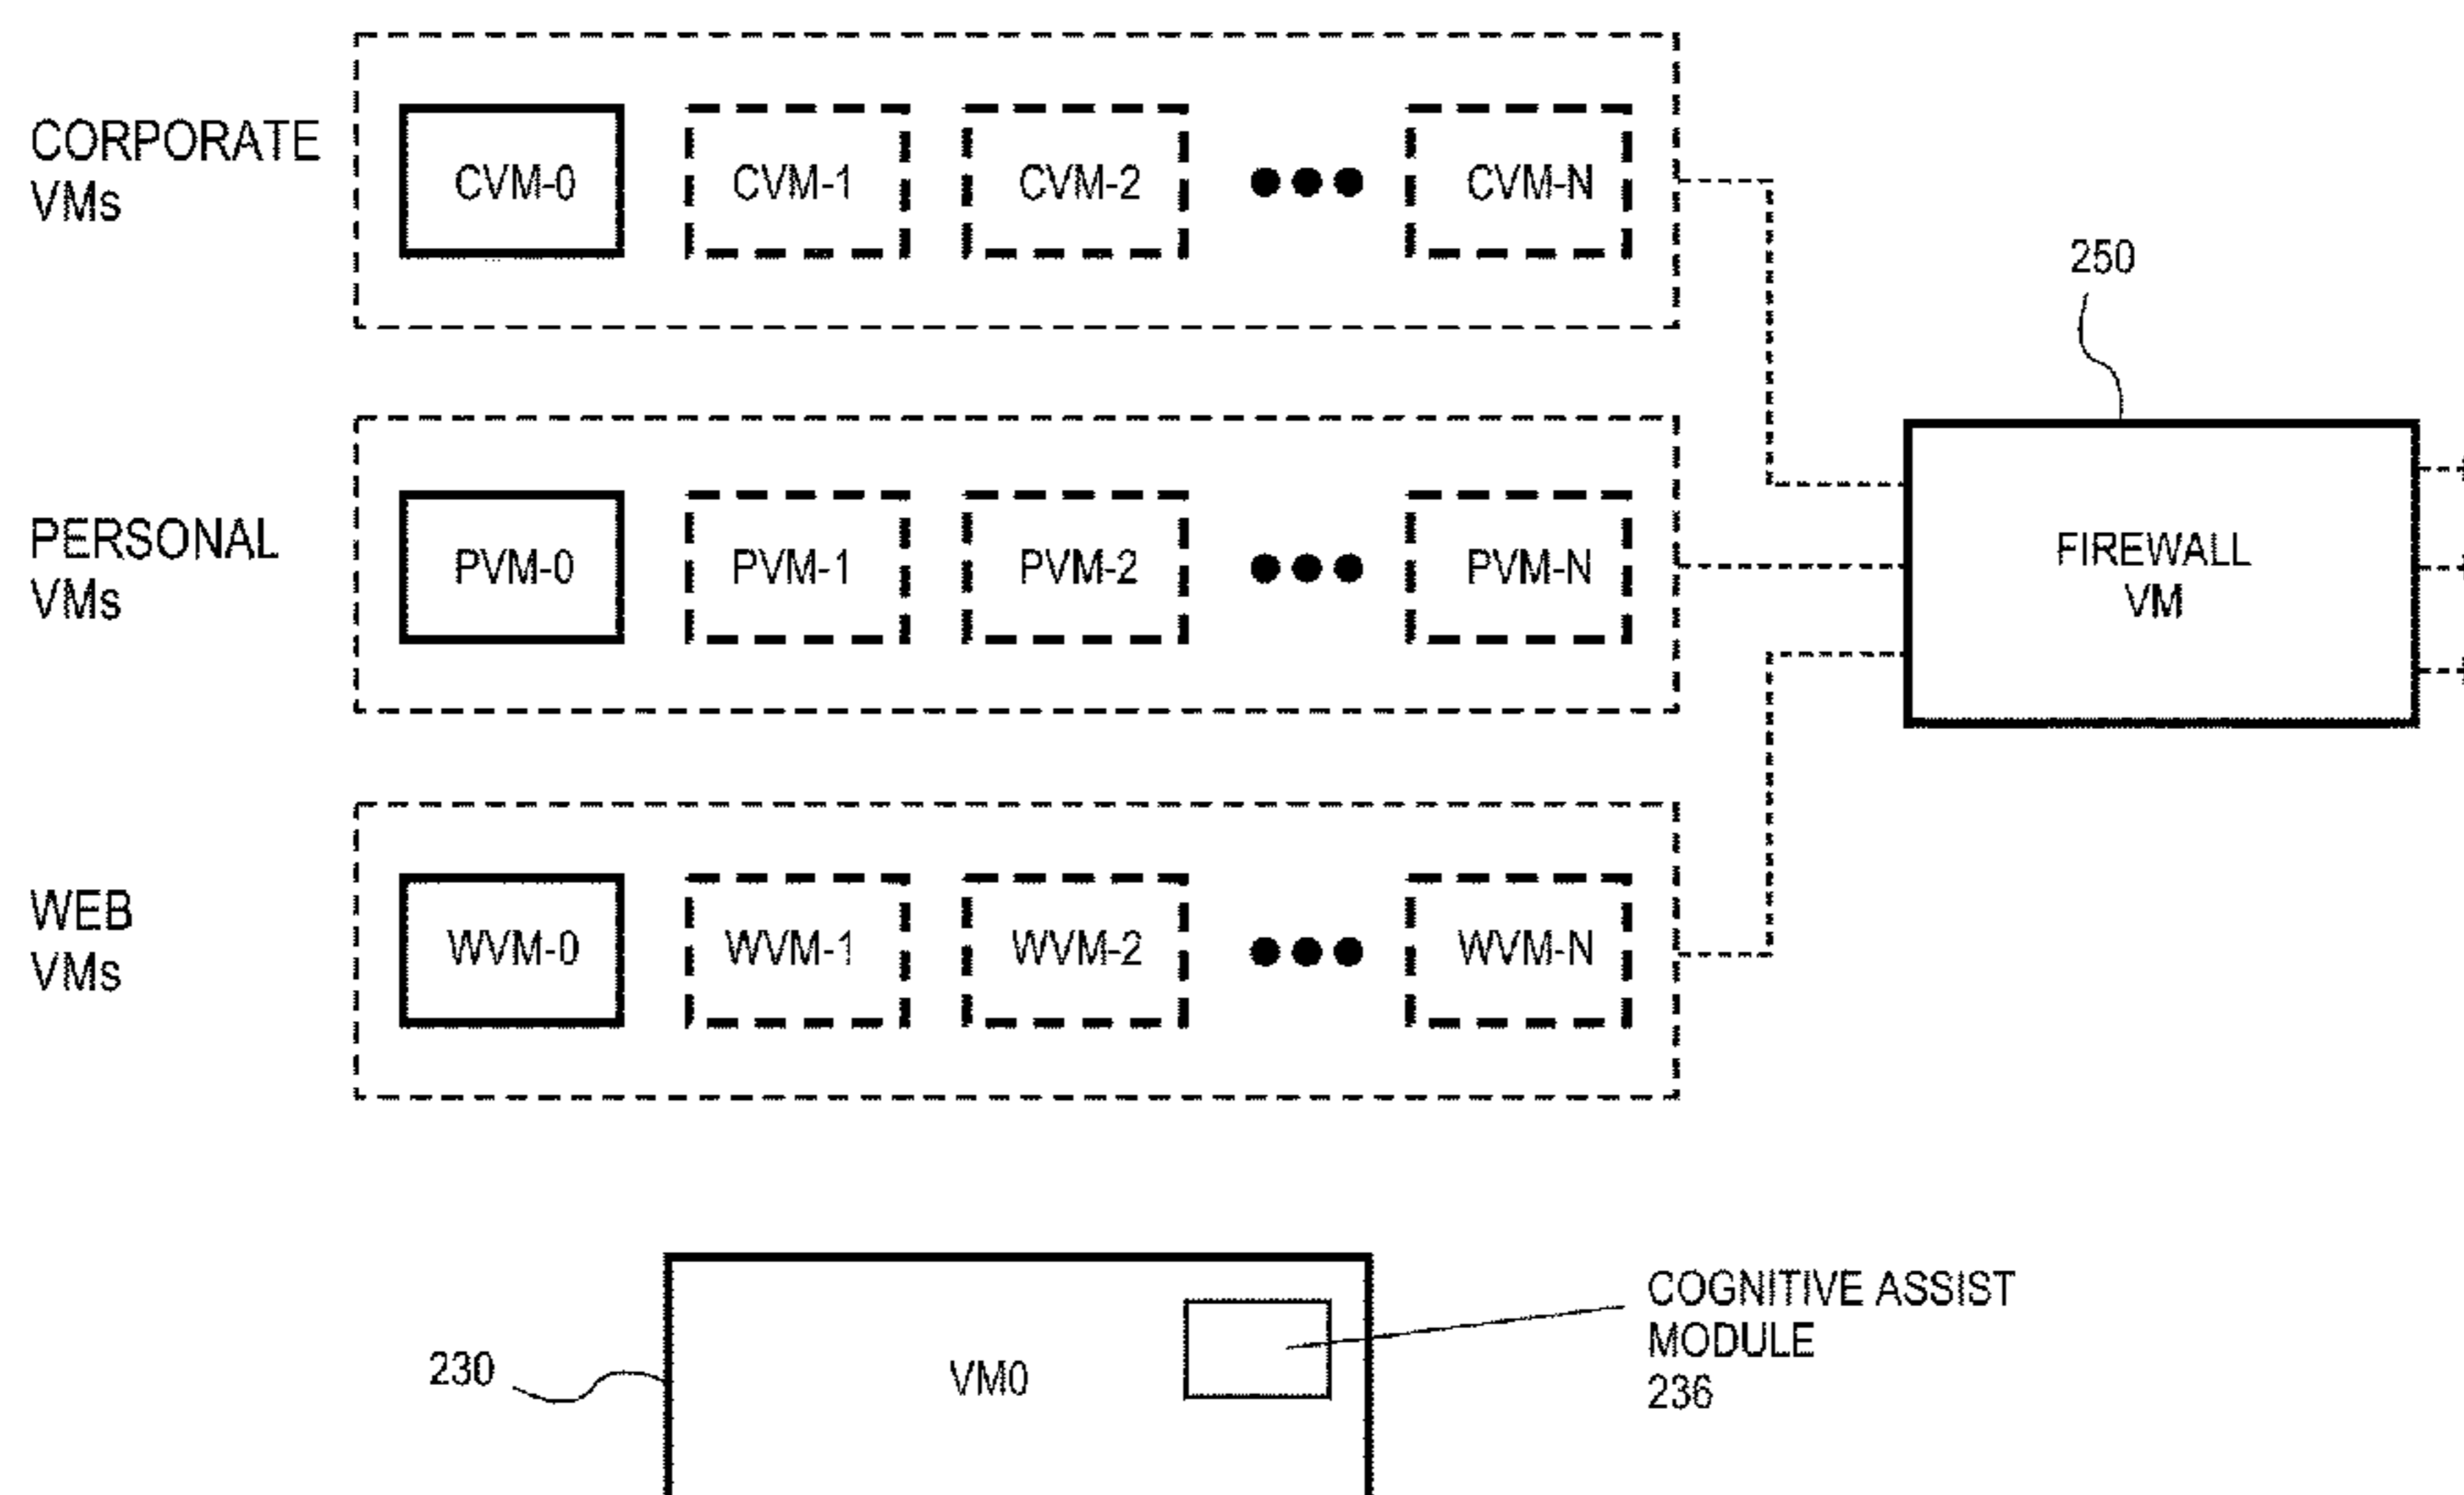 CORPORATE
VMs
CVM-0
CVM-1
CVM-2
CVM-N
250
PERSONAL
VMs
PVM-0
PVM-1
PVM-2
PVM-N
FIREWALL
VM
WEB
VMs
WVM-0
WVM-1
WVM-2
WVM-N
230
VM0
COGNITIVE ASSIST
MODULE
236